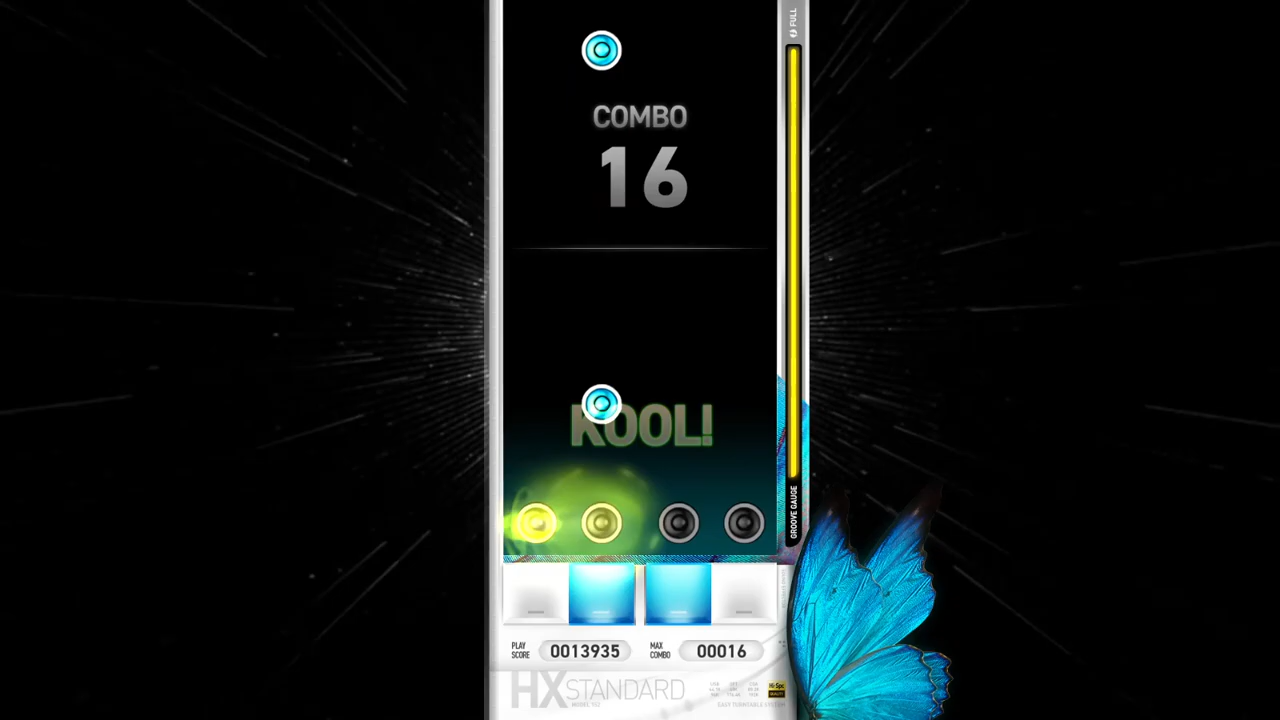 FULL
COMBO
16
KOOL!
GROOVE GAUGE
PLAY SCORE 0013935
MAX COMBO 00016
HX STANDARD